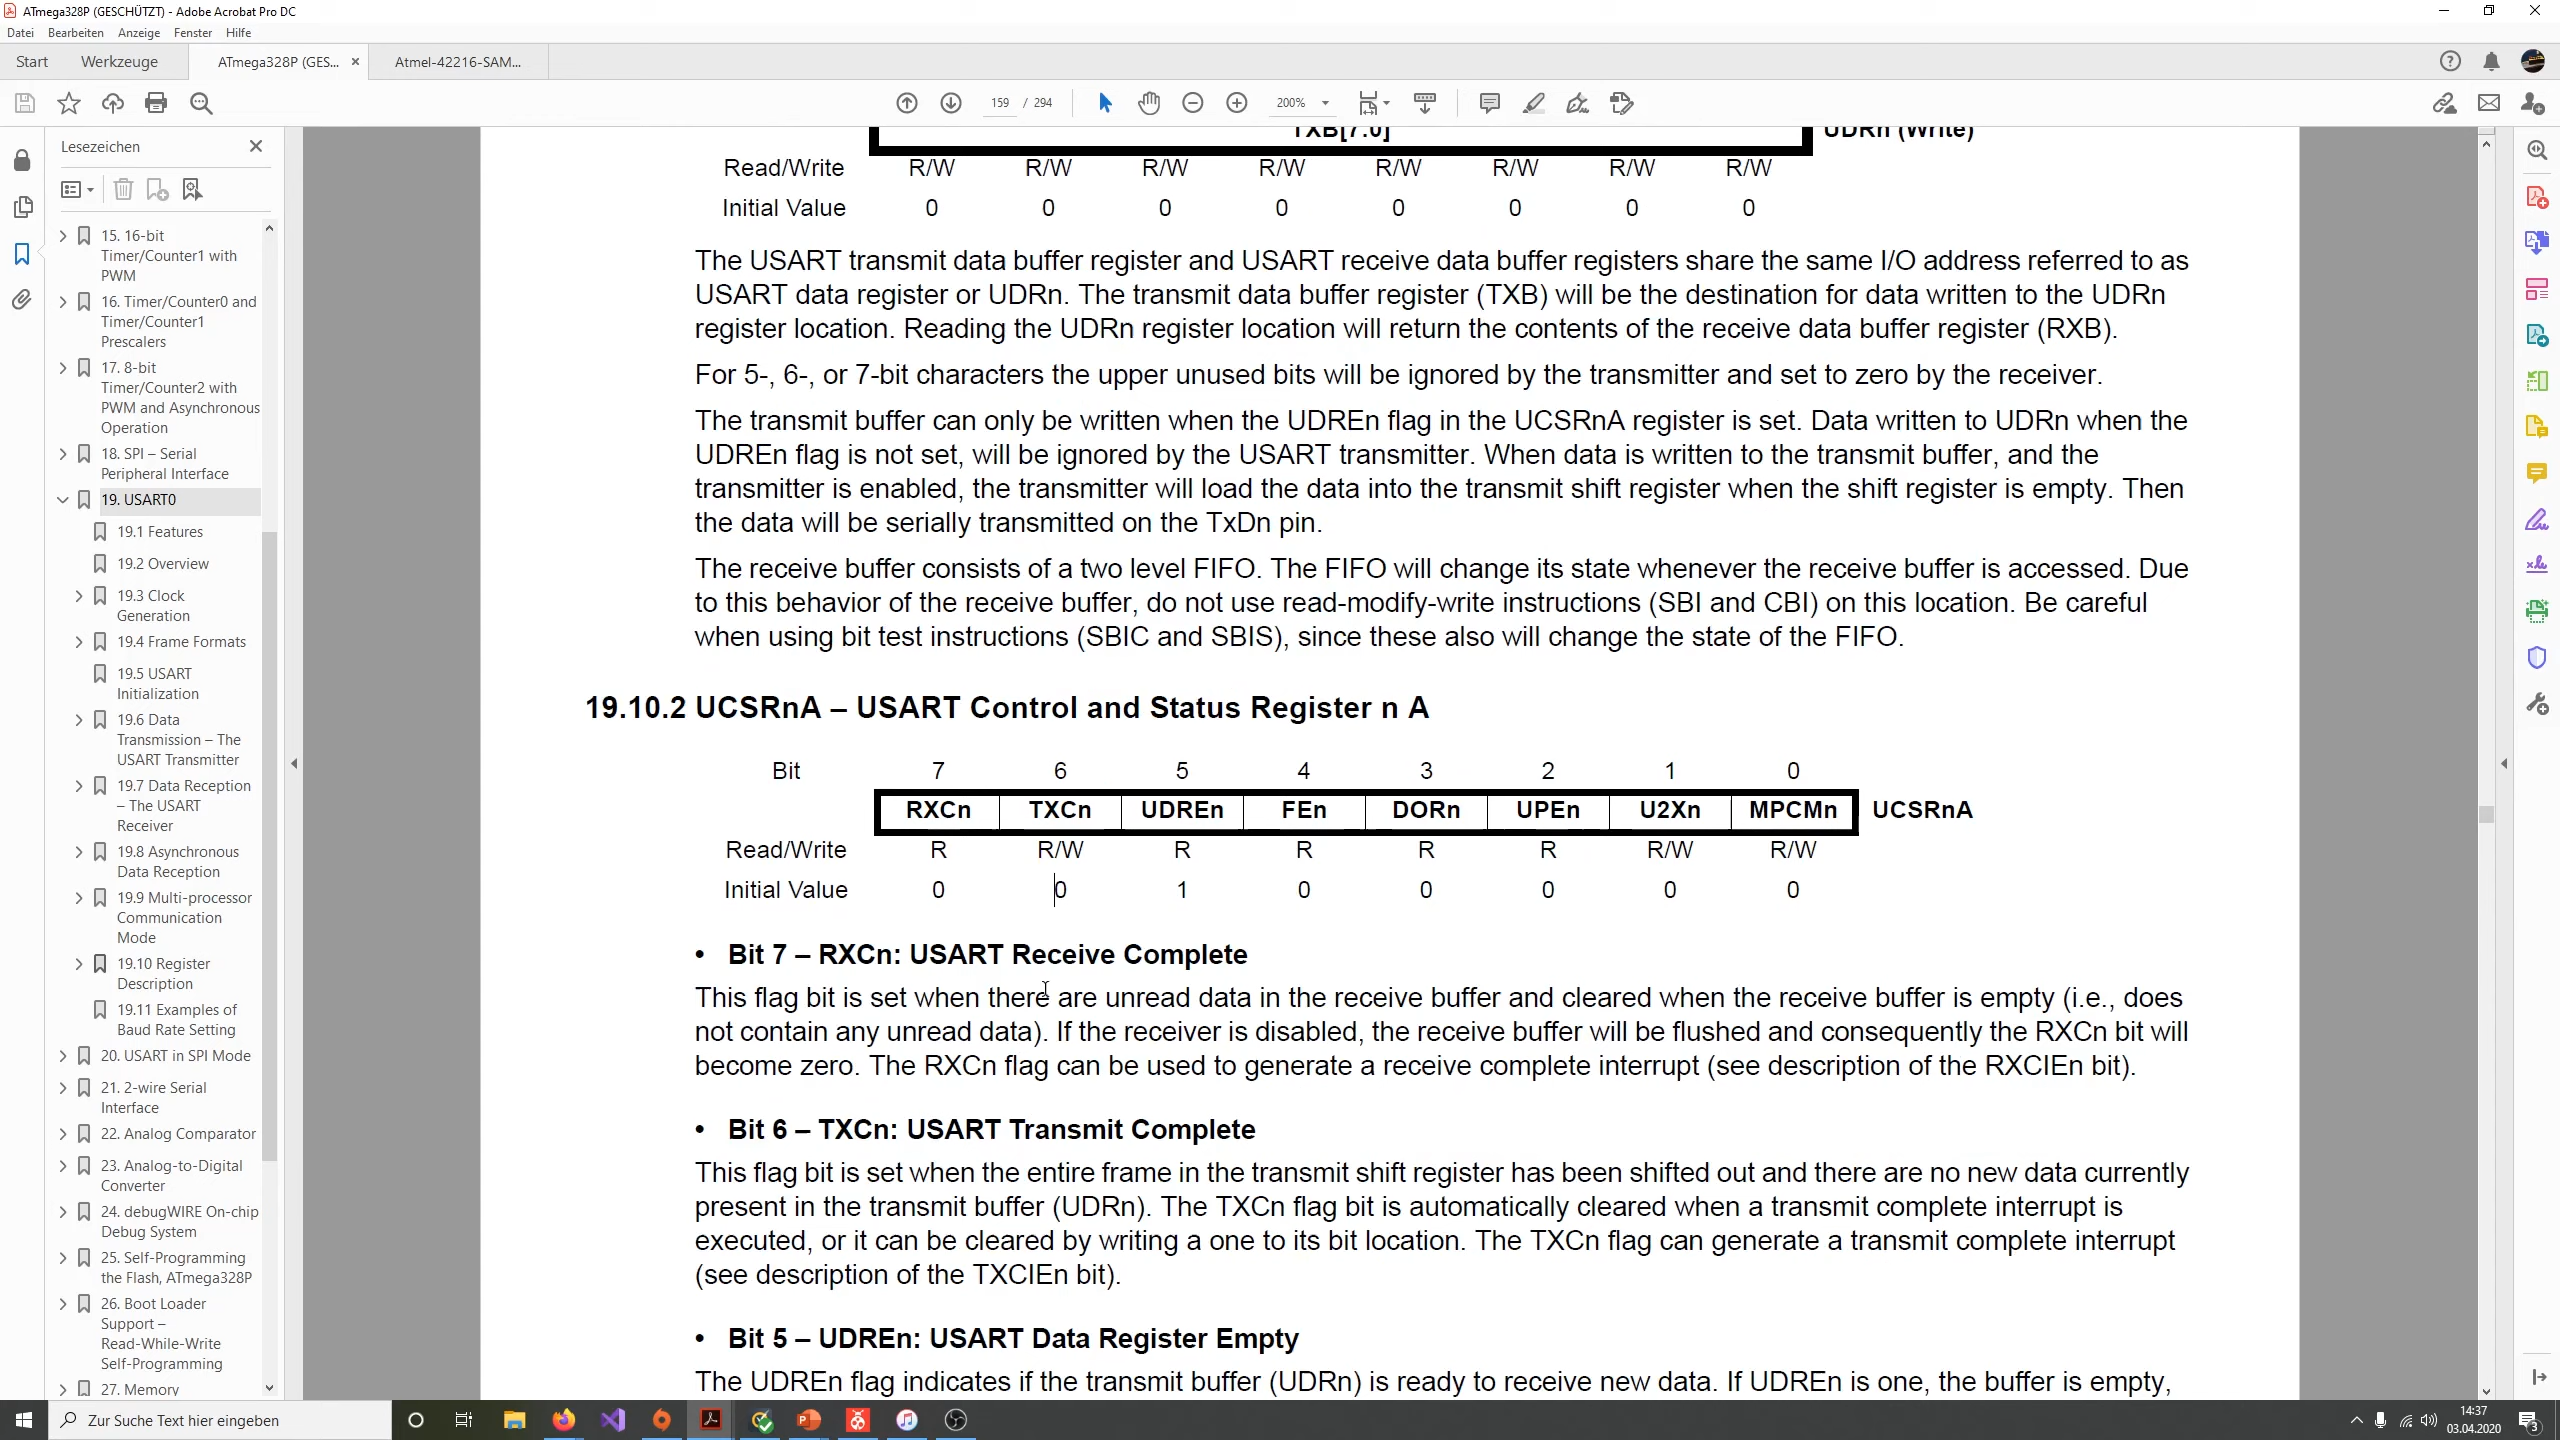 ATmega328P (GESCHÜTZT) - Adobe Acrobat Pro DC
Datei Bearbeiten Anzeige Fenster Hilfe
Start Werkzeuge ATmega328P (GES... × Atmel-42216-SAM...
159 / 294 200%
Lesezeichen
15. 16-bit
Timer/Counter1 with
PWM
16. Timer/Counter0 and
Timer/Counter1
Prescalers
17. 8-bit
Timer/Counter2 with
PWM and Asynchronous
Operation
18. SPI – Serial
Peripheral Interface
19. USART0
19.1 Features
19.2 Overview
19.3 Clock
Generation
19.4 Frame Formats
19.5 USART
Initialization
19.6 Data
Transmission – The
USART Transmitter
19.7 Data Reception
– The USART
Receiver
19.8 Asynchronous
Data Reception
19.9 Multi-processor
Communication
Mode
19.10 Register
Description
19.11 Examples of
Baud Rate Setting
20. USART in SPI Mode
21. 2-wire Serial
Interface
22. Analog Comparator
23. Analog-to-Digital
Converter
24. debugWIRE On-chip
Debug System
25. Self-Programming
the Flash, ATmega328P
26. Boot Loader
Support –
Read-While-Write
Self-Programming
27. Memory
TXB[7:0] UDRn (Write)
Read/Write R/W R/W R/W R/W R/W R/W R/W R/W
Initial Value 0 0 0 0 0 0 0 0
The USART transmit data buffer register and USART receive data buffer registers share the same I/O address referred to as
USART data register or UDRn. The transmit data buffer register (TXB) will be the destination for data written to the UDRn
register location. Reading the UDRn register location will return the contents of the receive data buffer register (RXB).
For 5-, 6-, or 7-bit characters the upper unused bits will be ignored by the transmitter and set to zero by the receiver.
The transmit buffer can only be written when the UDREn flag in the UCSRnA register is set. Data written to UDRn when the
UDREn flag is not set, will be ignored by the USART transmitter. When data is written to the transmit buffer, and the
transmitter is enabled, the transmitter will load the data into the transmit shift register when the shift register is empty. Then
the data will be serially transmitted on the TxDn pin.
The receive buffer consists of a two level FIFO. The FIFO will change its state whenever the receive buffer is accessed. Due
to this behavior of the receive buffer, do not use read-modify-write instructions (SBI and CBI) on this location. Be careful
when using bit test instructions (SBIC and SBIS), since these also will change the state of the FIFO.
19.10.2 UCSRnA – USART Control and Status Register n A
Bit 7 6 5 4 3 2 1 0
RXCn TXCn UDREn FEn DORn UPEn U2Xn MPCMn UCSRnA
Read/Write R R/W R R R R R/W R/W
Initial Value 0 0 1 0 0 0 0 0
• Bit 7 – RXCn: USART Receive Complete
This flag bit is set when there are unread data in the receive buffer and cleared when the receive buffer is empty (i.e., does
not contain any unread data). If the receiver is disabled, the receive buffer will be flushed and consequently the RXCn bit will
become zero. The RXCn flag can be used to generate a receive complete interrupt (see description of the RXCIEn bit).
• Bit 6 – TXCn: USART Transmit Complete
This flag bit is set when the entire frame in the transmit shift register has been shifted out and there are no new data currently
present in the transmit buffer (UDRn). The TXCn flag bit is automatically cleared when a transmit complete interrupt is
executed, or it can be cleared by writing a one to its bit location. The TXCn flag can generate a transmit complete interrupt
(see description of the TXCIEn bit).
• Bit 5 – UDREn: USART Data Register Empty
The UDREn flag indicates if the transmit buffer (UDRn) is ready to receive new data. If UDREn is one, the buffer is empty,
Zur Suche Text hier eingeben
14:37
03.04.2020
3